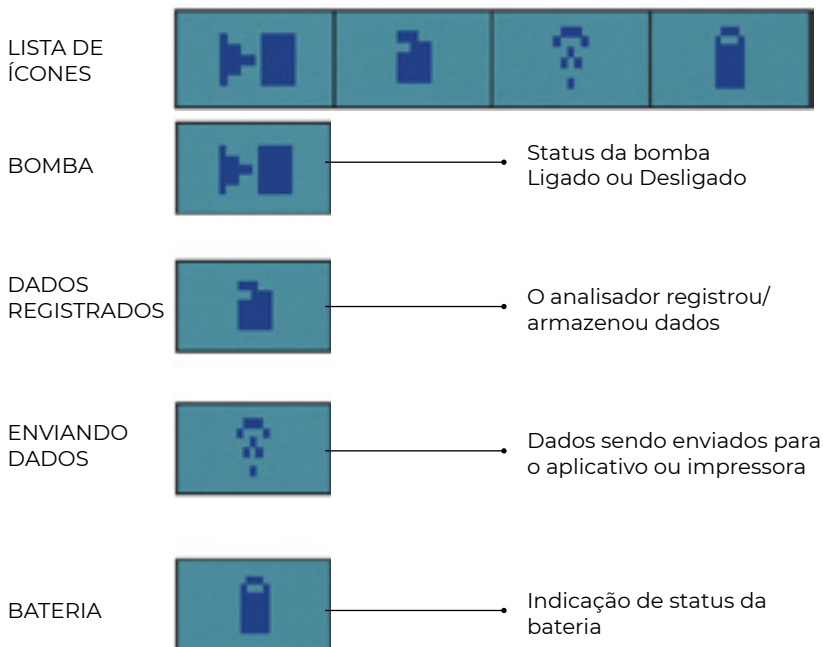 LISTA DE
ÍCONES
BOMBA
Status da bomba
Ligado ou Desligado
DADOS
REGISTRADOS
O analisador registrou/
armazenou dados
ENVIANDO
DADOS
Dados sendo enviados para
o aplicativo ou impressora
BATERIA
Indicação de status da
bateria